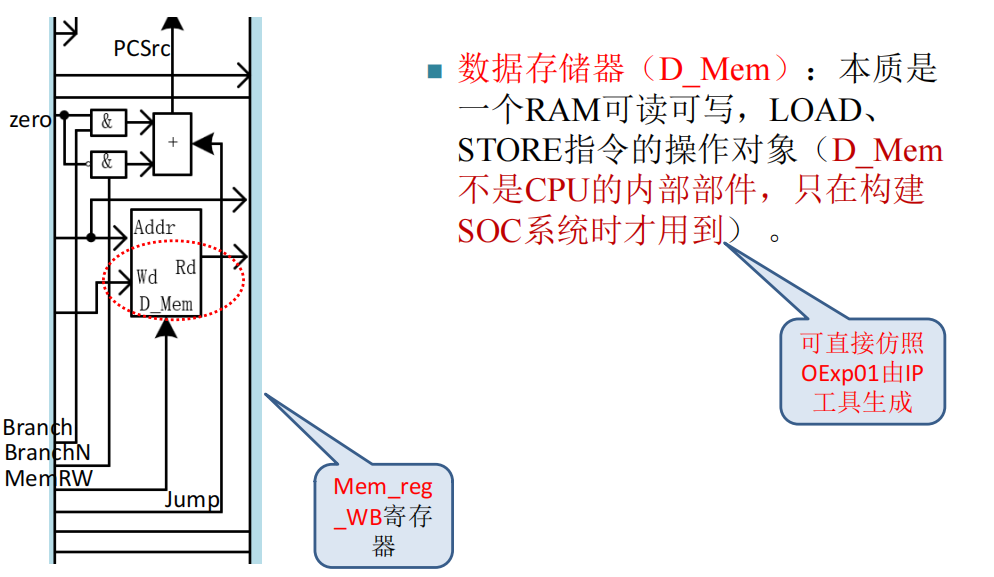 PCSrc
zero
&
+
&
Addr
Rd
Wd
D_Mem
Branch
BranchN
MemRW
Jump
■ 数据存储器（D_Mem）：本质是
一个RAM可读可写，LOAD、
STORE指令的操作对象（D_Mem
不是CPU的内部部件，只在构建
SOC系统时才用到） 。
可直接仿照
OExp01由IP
工具生成
Mem_reg
_WB寄存
器